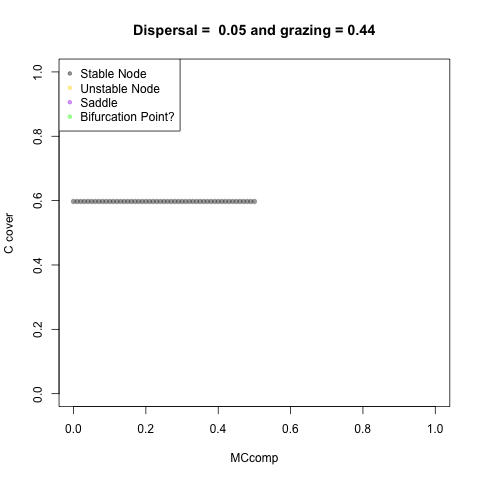 Dispersal =  0.05 and grazing = 0.44
Stable Node
Unstable Node
Saddle
Bifurcation Point?
C cover
1.0
0.8
0.6
0.4
0.2
0.0
0.0 0.2 0.4 0.6 0.8 1.0
MCcomp